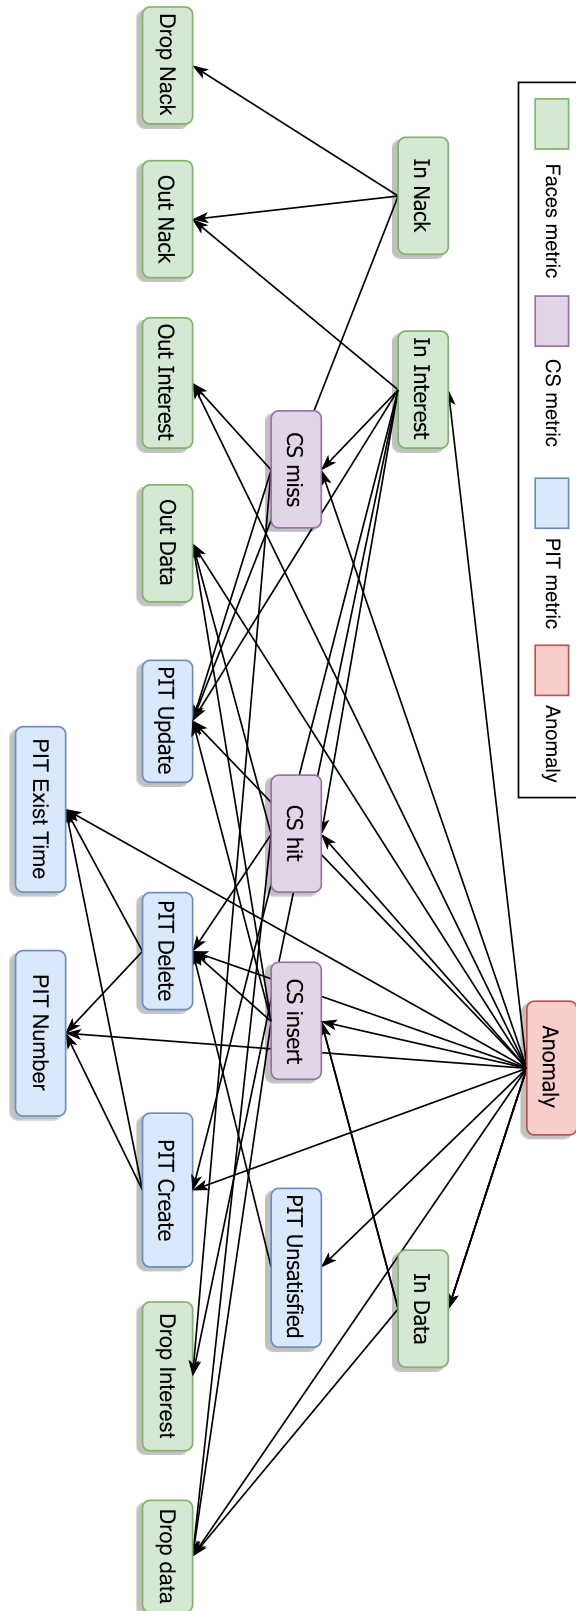 Faces metric
CS metric
PIT metric
Anomaly
Anomaly
In Nack
In Interest
In Data
CS miss
CS hit
CS insert
PIT Unsatisfied
Drop Nack
Out Nack
Out Interest
Out Data
PIT Update
PIT Delete
PIT Create
Drop Interest
Drop data
PIT Exist Time
PIT Number